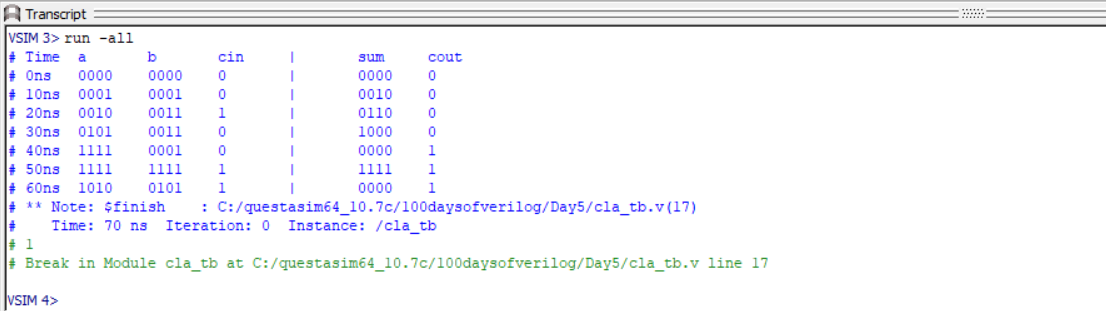 Transcript
VSIM 3> run -all
# Time  a       b       cin     |       sum     cout
# 0ns   0000    0000    0       |       0000    0
# 10ns  0001    0001    0       |       0010    0
# 20ns  0010    0011    1       |       0110    0
# 30ns  0101    0011    0       |       1000    0
# 40ns  1111    0001    0       |       0000    1
# 50ns  1111    1111    1       |       1111    1
# 60ns  1010    0101    1       |       0000    1
# ** Note: $finish    : C:/questasim64_10.7c/100daysofverilog/Day5/cla_tb.v(17)
#    Time: 70 ns  Iteration: 0  Instance: /cla_tb
# 1
# Break in Module cla_tb at C:/questasim64_10.7c/100daysofverilog/Day5/cla_tb.v line 17
VSIM 4>